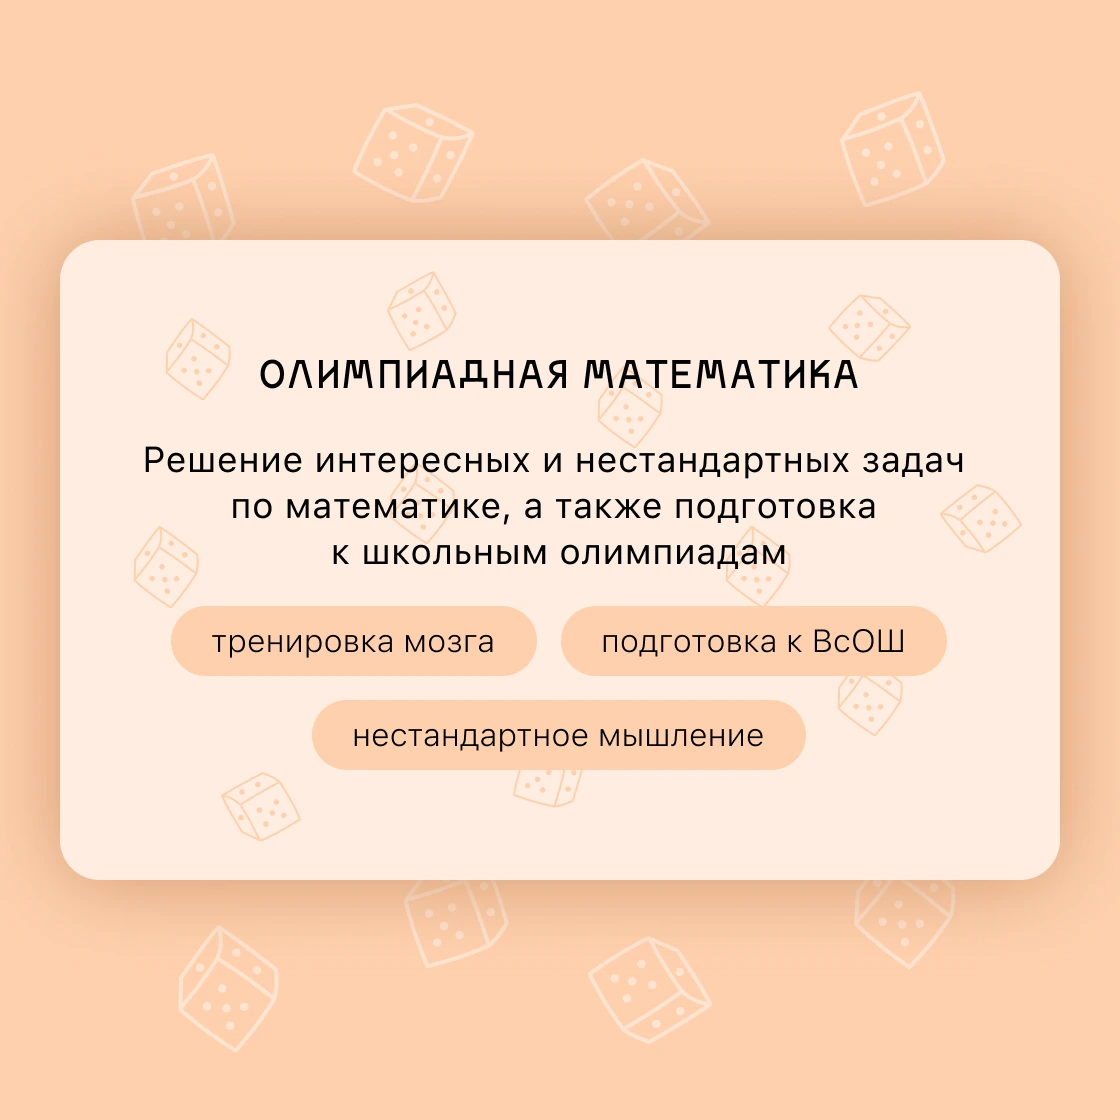 ОЛИМПИАДНАЯ МАТЕМАТИКА
Решение интересных и нестандартных задач
по математике, а также подготовка
к школьным олимпиадам
тренировка мозга
подготовка к ВсОШ
нестандартное мышление